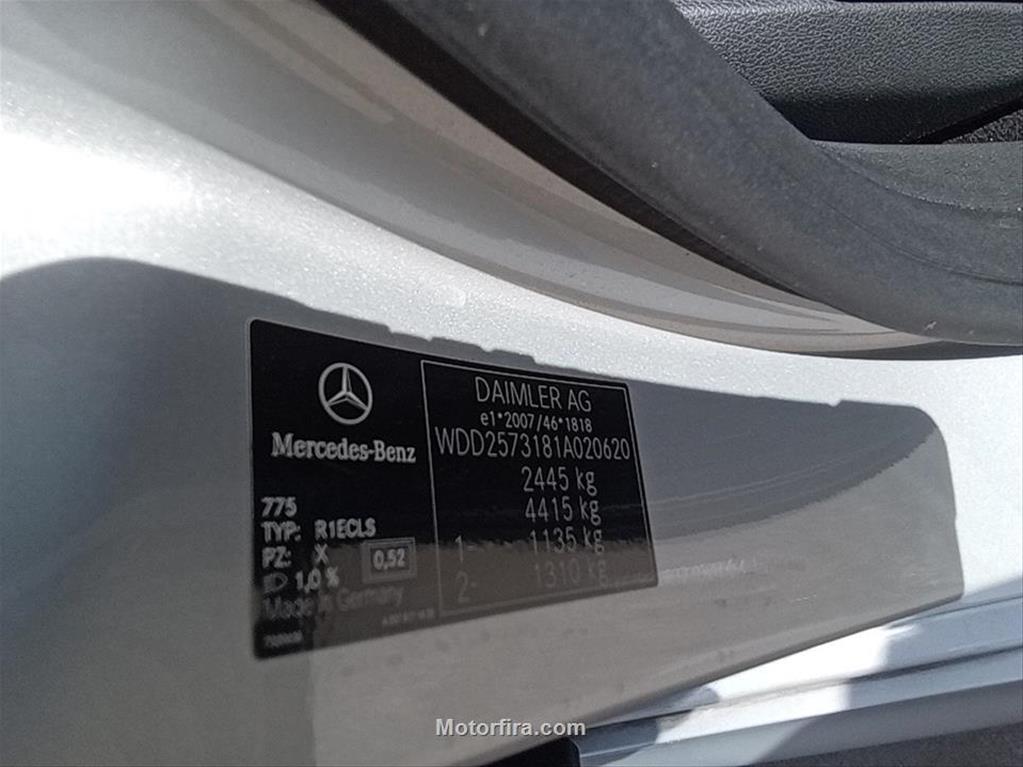 Mercedes-Benz
775
TYP: R1ECLS
PZ: X 0,52
1,0 %
Made in Germany
DAIMLER AG
e1*2007/46*1818
WDD2573181A020620
2445 kg
4415 kg
1- 1135 kg
2- 1310 kg
Motorfira.com